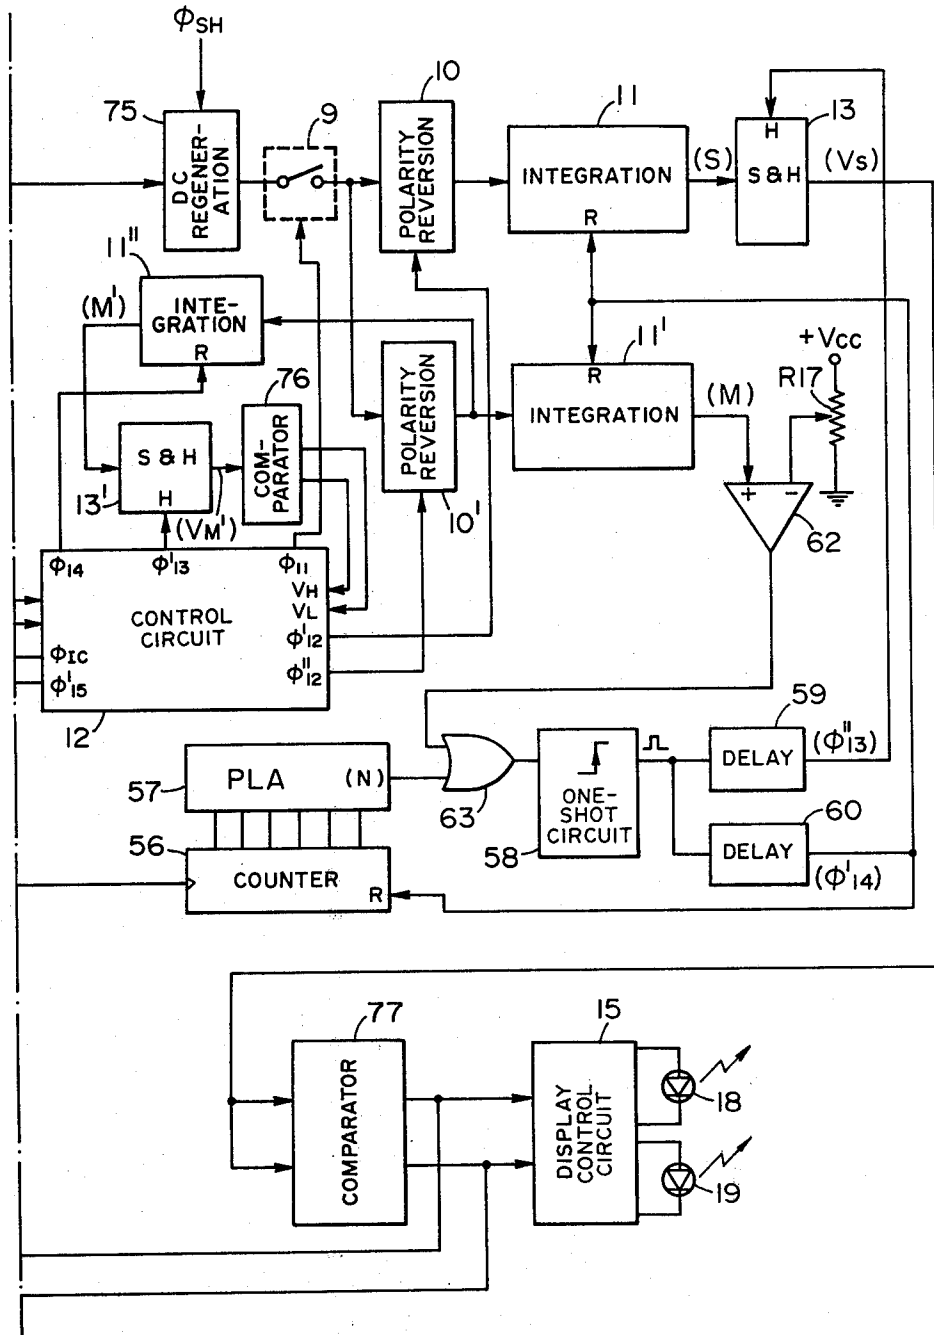 ΦSH
75
DC
REGENER-
ATION
9
10
POLARITY
REVERSION
11
INTEGRATION
R
(S)
13
H
S & H
(Vs)
11"
INTE-
GRATION
R
(M')
76
COM-
PARATOR
S & H
H
13'
(VM')
POLARITY
REVERSION
10'
11'
R
INTEGRATION
(M)
+VCC
R17
+
−
62
Φ14
Φ'13
Φ11
VH
VL
Φ'12
Φ"12
CONTROL
CIRCUIT
ΦIC
Φ'15
12
57
PLA
(N)
63
ONE-
SHOT
CIRCUIT
58
59
DELAY
(Φ"13)
60
DELAY
(Φ'14)
56
COUNTER
R
77
COMPARATOR
15
DISPLAY
CONTROL
CIRCUIT
18
19